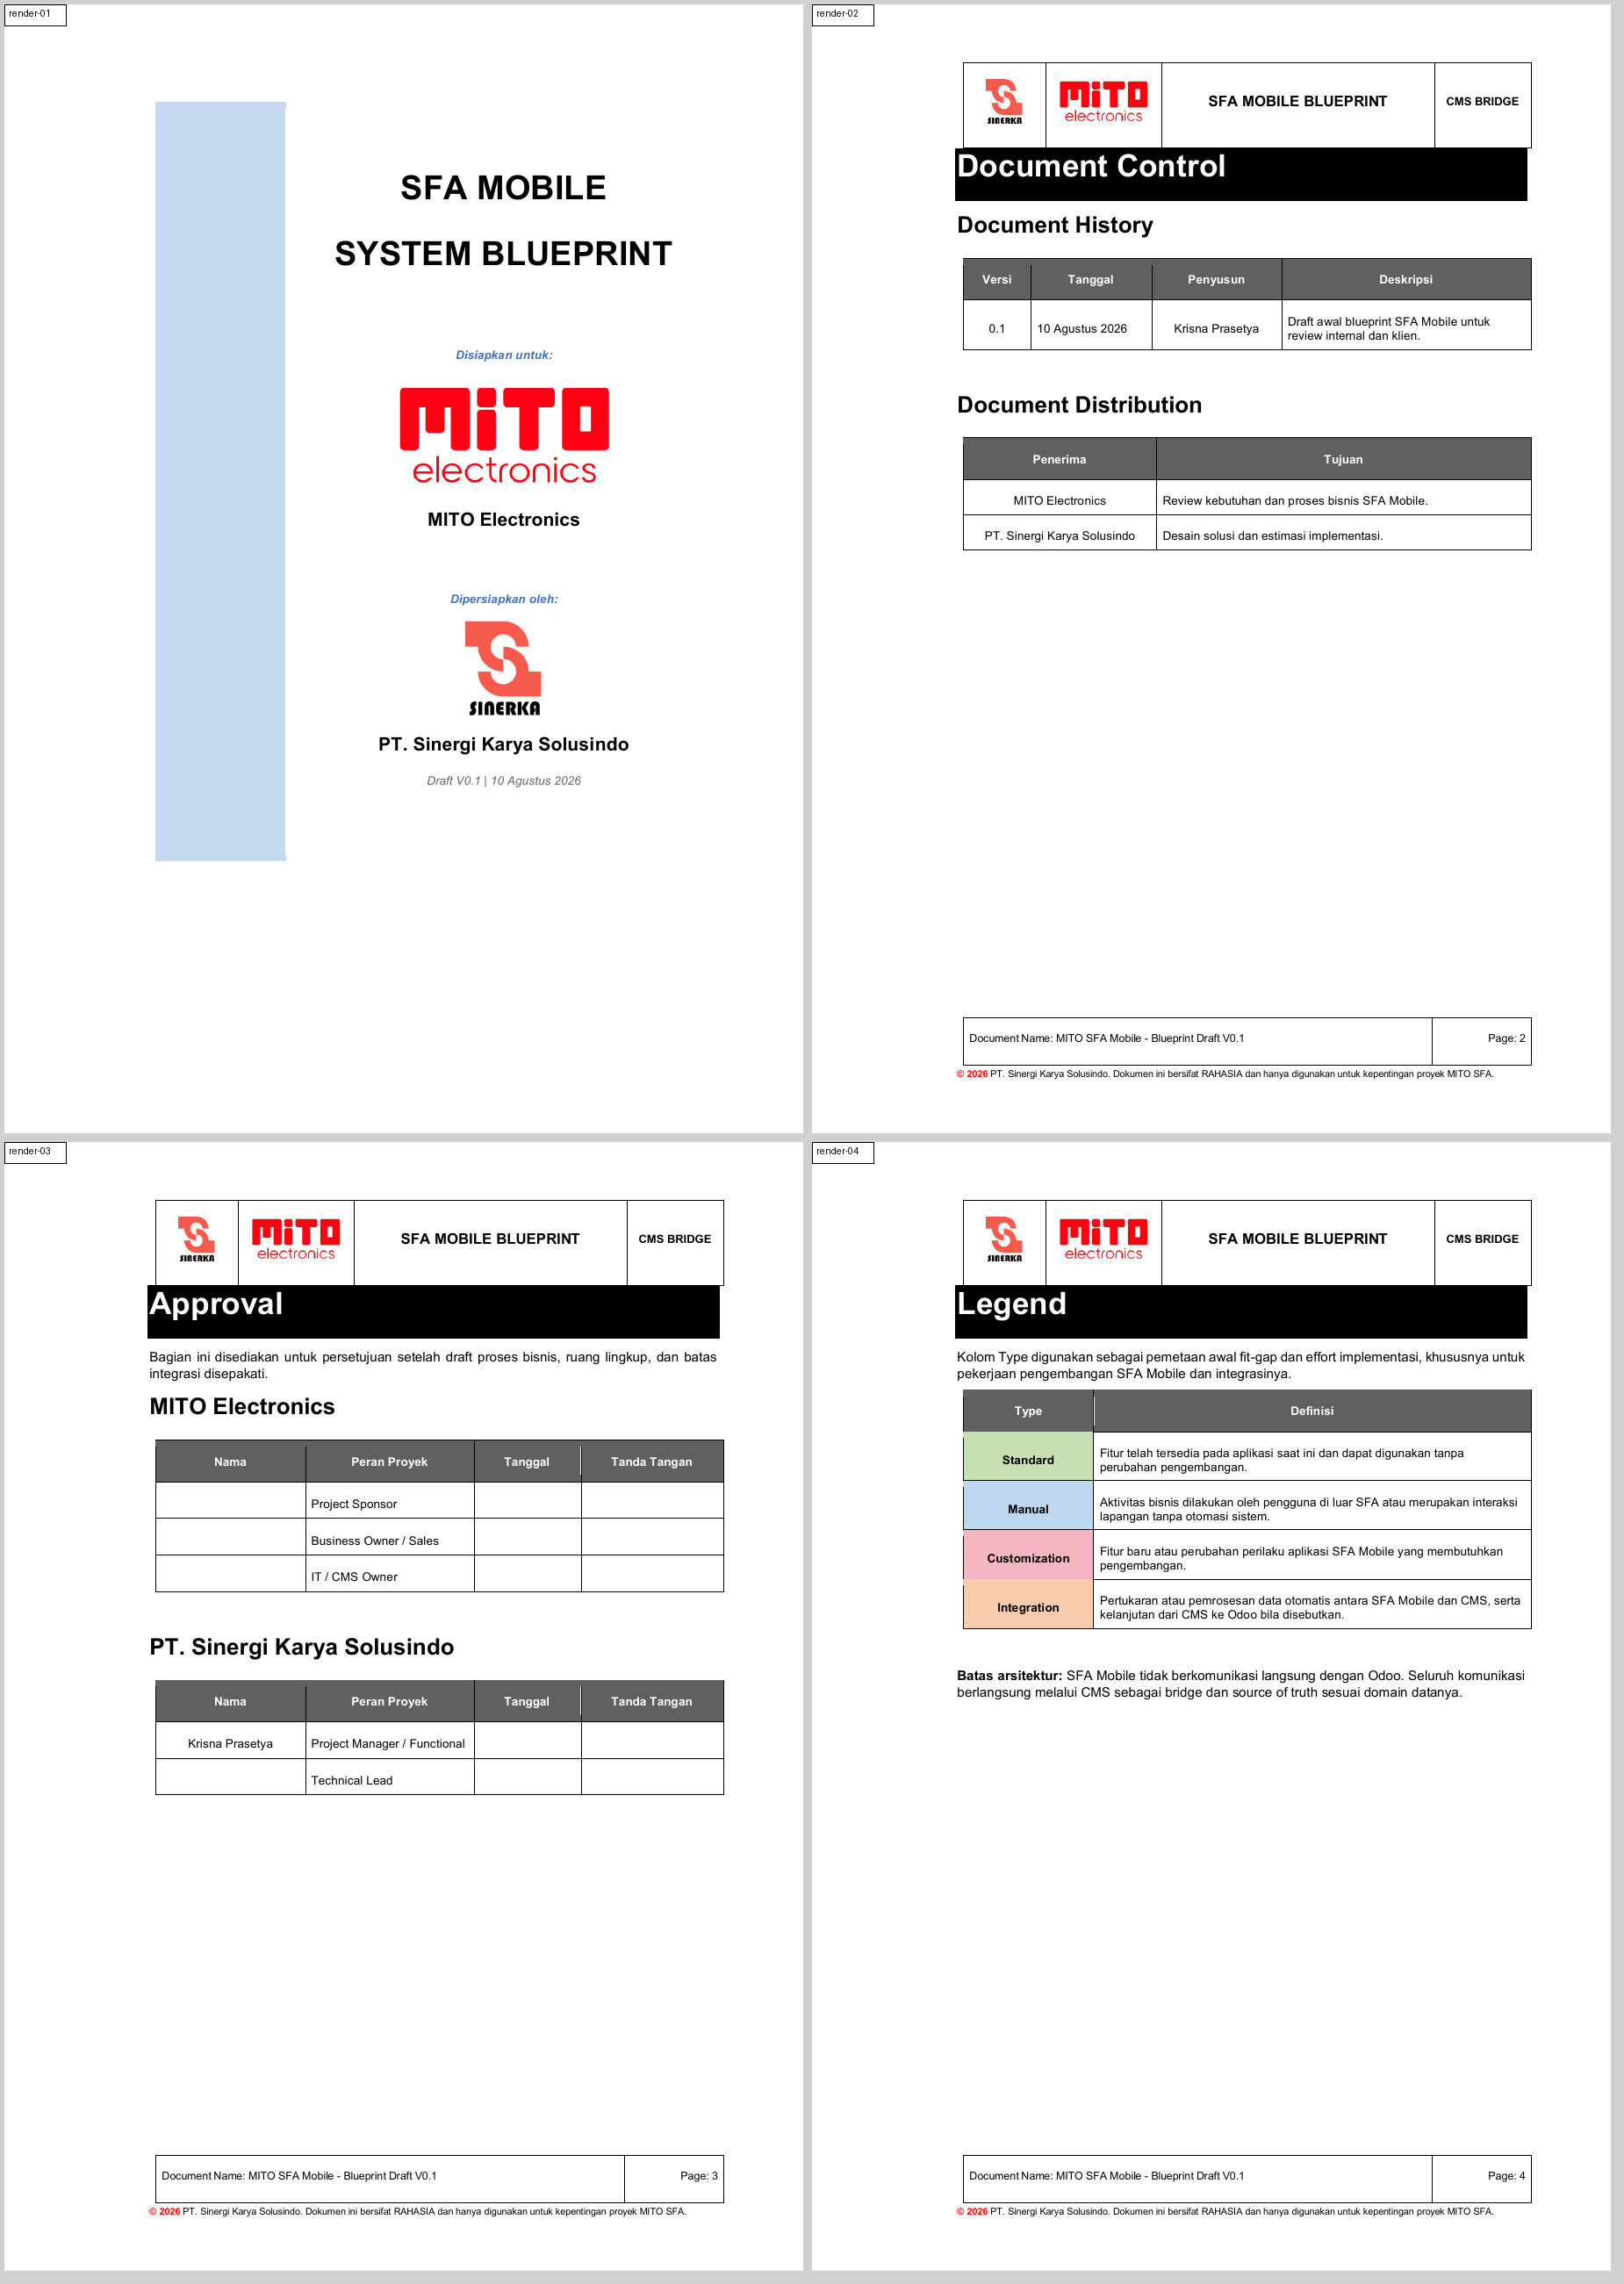 render-01
SFA MOBILE
SYSTEM BLUEPRINT
Disiapkan untuk:
MiTO
electronics
MITO Electronics
Dipersiapkan oleh:
SINERKA
PT. Sinergi Karya Solusindo
Draft V0.1 | 10 Agustus 2026
render-02
SINERKA
MiTO
electronics
SFA MOBILE BLUEPRINT
CMS BRIDGE
Document Control
Document History
Versi Tanggal Penyusun Deskripsi
0.1 10 Agustus 2026 Krisna Prasetya Draft awal blueprint SFA Mobile untuk
review internal dan klien.
Document Distribution
Penerima Tujuan
MITO Electronics Review kebutuhan dan proses bisnis SFA Mobile.
PT. Sinergi Karya Solusindo Desain solusi dan estimasi implementasi.
Document Name: MITO SFA Mobile - Blueprint Draft V0.1 Page: 2
© 2026 PT. Sinergi Karya Solusindo. Dokumen ini bersifat RAHASIA dan hanya digunakan untuk kepentingan proyek MITO SFA.
render-03
SINERKA
MiTO
electronics
SFA MOBILE BLUEPRINT
CMS BRIDGE
Approval
Bagian ini disediakan untuk persetujuan setelah draft proses bisnis, ruang lingkup, dan batas
integrasi disepakati.
MITO Electronics
Nama Peran Proyek Tanggal Tanda Tangan
Project Sponsor
Business Owner / Sales
IT / CMS Owner
PT. Sinergi Karya Solusindo
Nama Peran Proyek Tanggal Tanda Tangan
Krisna Prasetya Project Manager / Functional
Technical Lead
Document Name: MITO SFA Mobile - Blueprint Draft V0.1 Page: 3
© 2026 PT. Sinergi Karya Solusindo. Dokumen ini bersifat RAHASIA dan hanya digunakan untuk kepentingan proyek MITO SFA.
render-04
SINERKA
MiTO
electronics
SFA MOBILE BLUEPRINT
CMS BRIDGE
Legend
Kolom Type digunakan sebagai pemetaan awal fit-gap dan effort implementasi, khususnya untuk
pekerjaan pengembangan SFA Mobile dan integrasinya.
Type Definisi
Standard Fitur telah tersedia pada aplikasi saat ini dan dapat digunakan tanpa
perubahan pengembangan.
Manual Aktivitas bisnis dilakukan oleh pengguna di luar SFA atau merupakan interaksi
lapangan tanpa otomasi sistem.
Customization Fitur baru atau perubahan perilaku aplikasi SFA Mobile yang membutuhkan
pengembangan.
Integration Pertukaran atau pemrosesan data otomatis antara SFA Mobile dan CMS, serta
kelanjutan dari CMS ke Odoo bila disebutkan.
Batas arsitektur: SFA Mobile tidak berkomunikasi langsung dengan Odoo. Seluruh komunikasi
berlangsung melalui CMS sebagai bridge dan source of truth sesuai domain datanya.
Document Name: MITO SFA Mobile - Blueprint Draft V0.1 Page: 4
© 2026 PT. Sinergi Karya Solusindo. Dokumen ini bersifat RAHASIA dan hanya digunakan untuk kepentingan proyek MITO SFA.